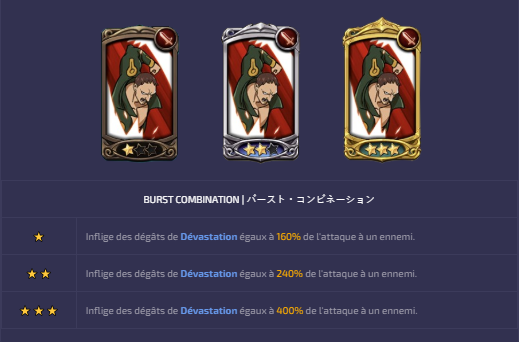 BURST COMBINATION | バースト・コンビネーション
Inflige des dégâts de Dévastation égaux à 160% de l'attaque à un ennemi.
Inflige des dégâts de Dévastation égaux à 240% de l'attaque à un ennemi.
Inflige des dégâts de Dévastation égaux à 400% de l'attaque à un ennemi.